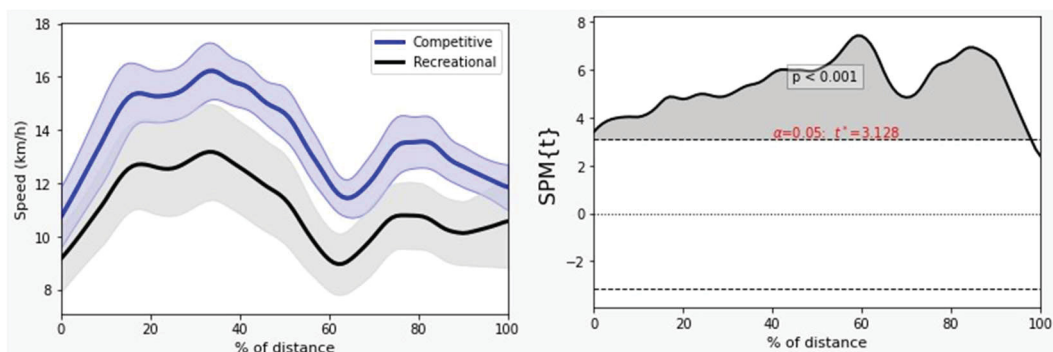 18
16
14
12
10
8
Speed (km/h)
Competitive
Recreational
0 20 40 60 80 100
% of distance
8
6
4
2
0
−2
SPM{t}
p < 0.001
α=0.05: t*=3.128
0 20 40 60 80 100
% of distance